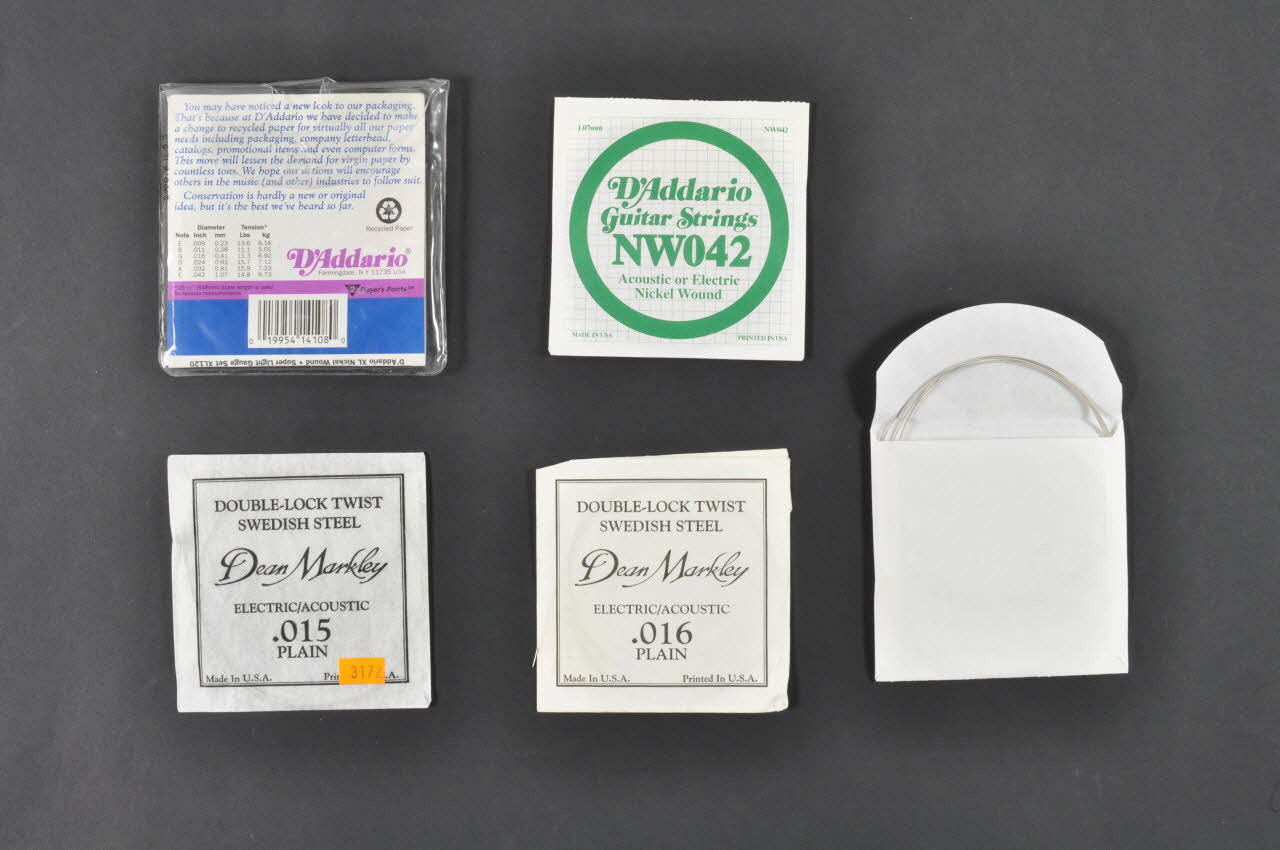 You may have noticed a new look to our packaging.
That's because at D'Addario we have decided to make
a change to recycled paper for virtually all our paper
needs including packaging, company letterhead,
catalogs, promotional items and even computer forms.
This move will lessen the demand for virgin paper by
countless tons. We hope our actions will encourage
others in the music (and other) industries to follow suit.
Conservation is hardly a new or original
idea, but it's the best we've heard so far.
Recycled Paper
Diameter Tension*
Note Inch mm Lbs kg
E .009 0.23 13.6 6.16
B .011 0.28 11.1 5.01
G .016 0.41 15.3 6.92
D .024 0.61 15.7 7.12
A .032 0.81 15.9 7.23
E .042 1.07 14.8 6.73
D'Addario®
Farmingdale, N Y 11735 USA
Player's Points™
0 19954 14108 0
D'Addario XL Nickel Wound • Super Light Gauge Set XL120
1.07mm NW042
D'Addario
Guitar Strings
NW042
Acoustic or Electric
Nickel Wound
MADE IN USA PRINTED IN USA
DOUBLE-LOCK TWIST
SWEDISH STEEL
Dean Markley
ELECTRIC/ACOUSTIC
.015
PLAIN
317
Made In U.S.A. Pri .A.
DOUBLE-LOCK TWIST
SWEDISH STEEL
Dean Markley
ELECTRIC/ACOUSTIC
.016
PLAIN
Made In U.S.A. Printed In U.S.A.